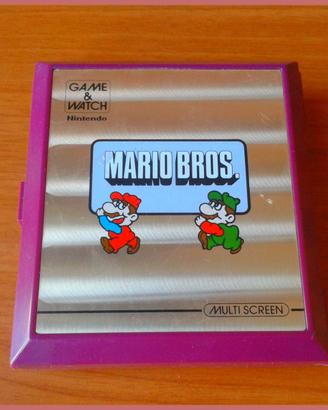 GAME
&
WATCH
Nintendo
MARIO BROS.
MULTI SCREEN